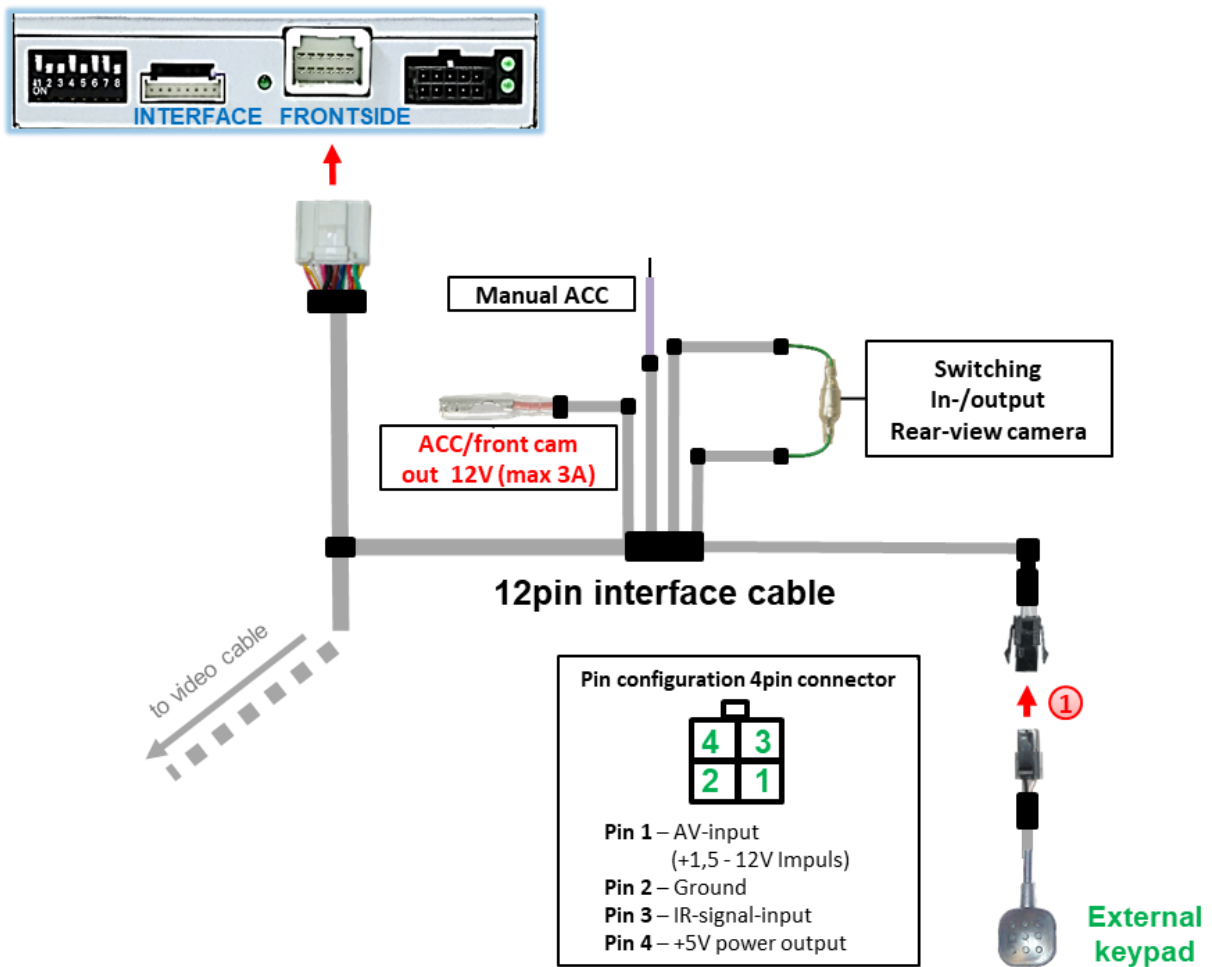 1 2 3 4 5 6 7 8
ON
INTERFACE FRONTSIDE
Manual ACC
Switching
In-/output
Rear-view camera
ACC/front cam
out 12V (max 3A)
12pin interface cable
to video cable
Pin configuration 4pin connector
4 3
2 1
Pin 1 – AV-input
(+1,5 - 12V Impuls)
Pin 2 – Ground
Pin 3 – IR-signal-input
Pin 4 – +5V power output
1
External
keypad